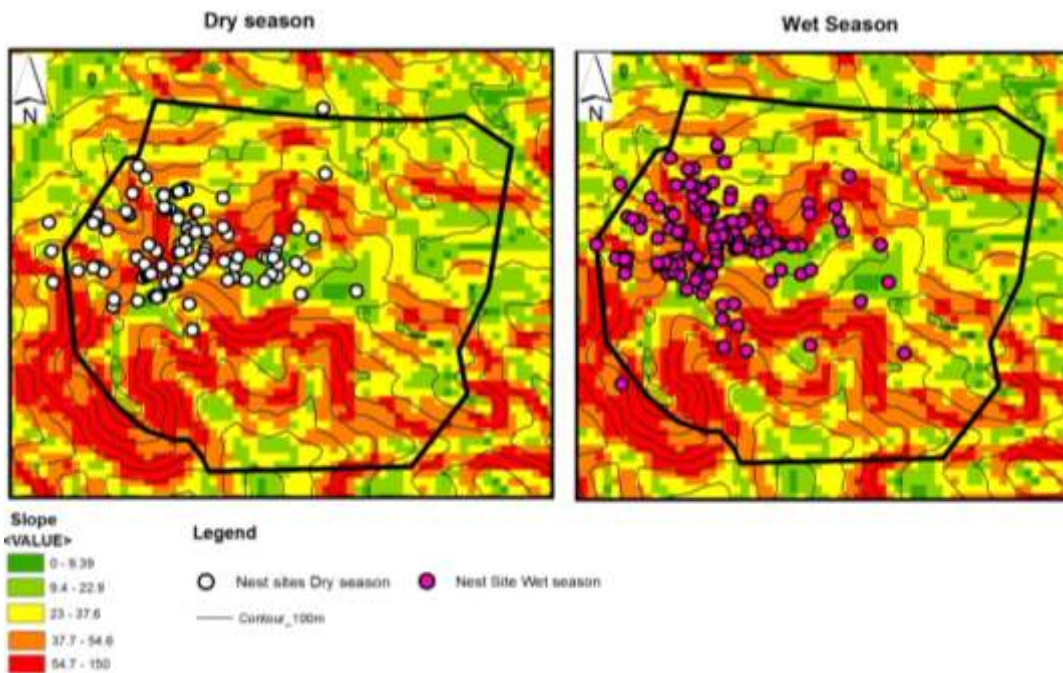 Dry season
Wet Season
N
N
Slope
<VALUE>
0 - 9.39
9.4 - 22.9
23 - 37.6
37.7 - 54.6
54.7 - 150
Legend
Nest sites Dry season
Nest Site Wet season
Contour_100m